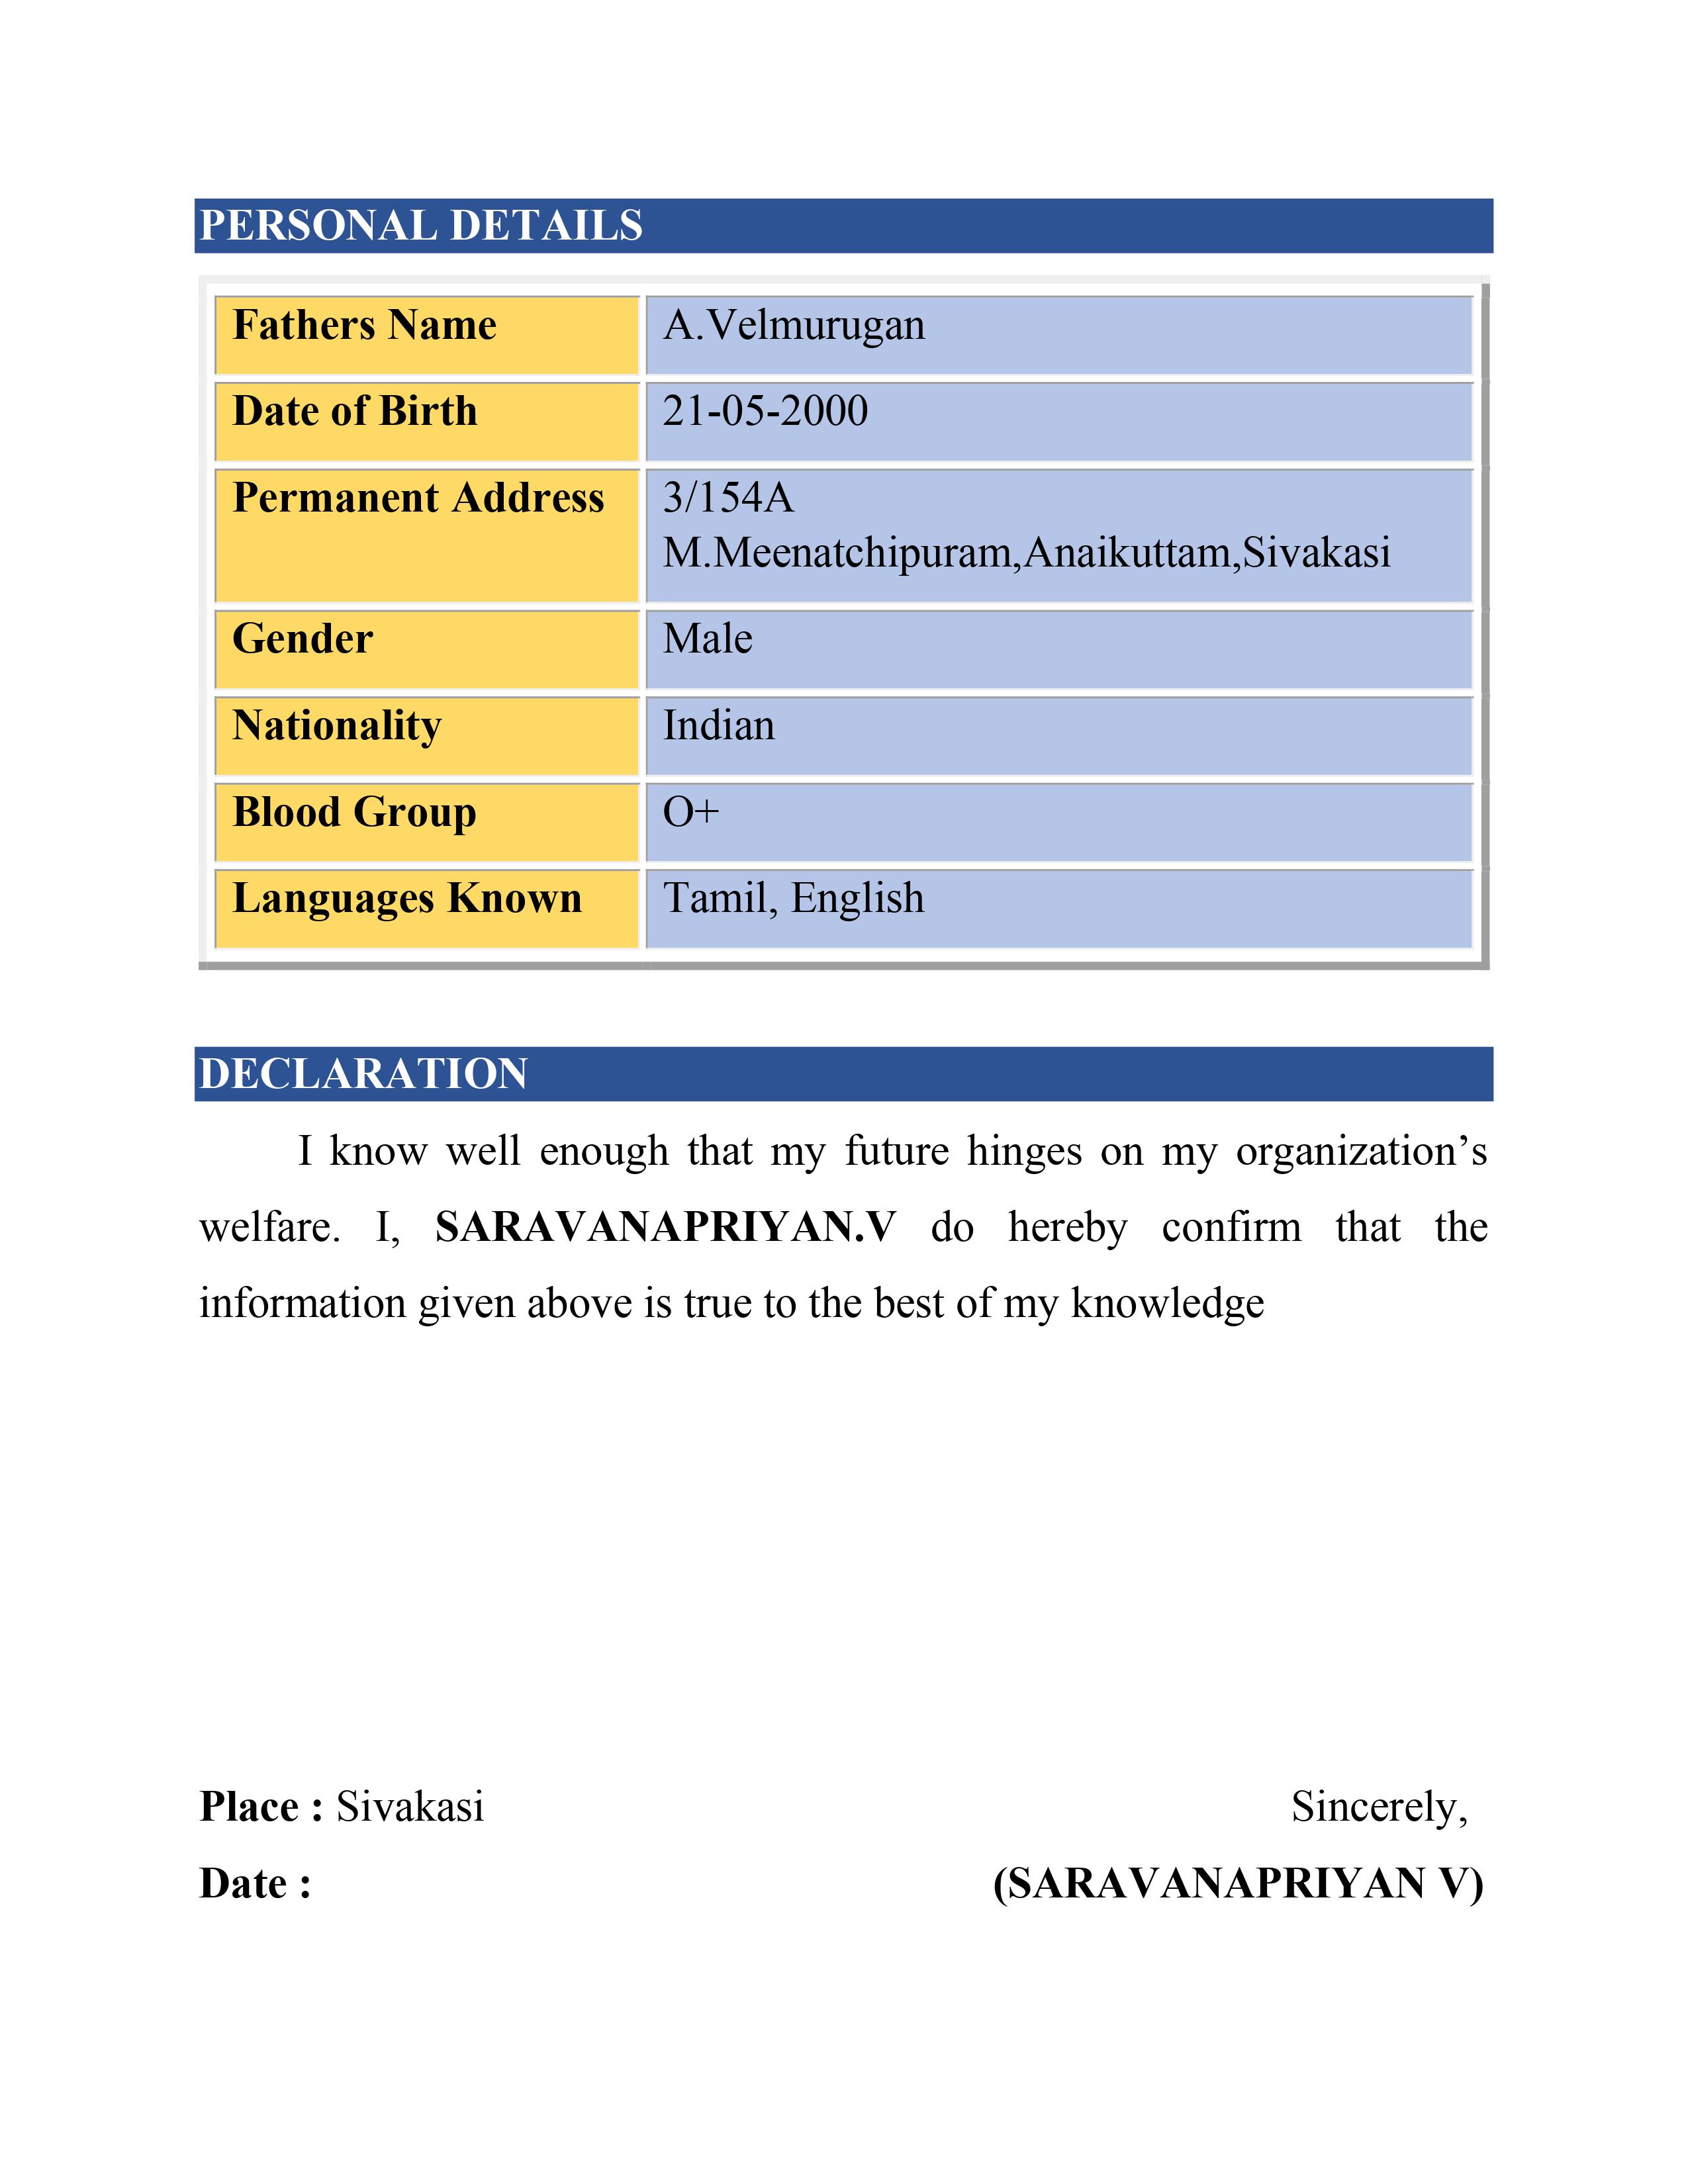 PERSONAL DETAILS
Fathers Name A.Velmurugan
Date of Birth 21-05-2000
Permanent Address 3/154A
M.Meenatchipuram,Anaikuttam,Sivakasi
Gender Male
Nationality Indian
Blood Group O+
Languages Known Tamil, English
DECLARATION
I know well enough that my future hinges on my organization’s
welfare. I, SARAVANAPRIYAN.V do hereby confirm that the
information given above is true to the best of my knowledge
Place : Sivakasi Sincerely,
Date : (SARAVANAPRIYAN V)